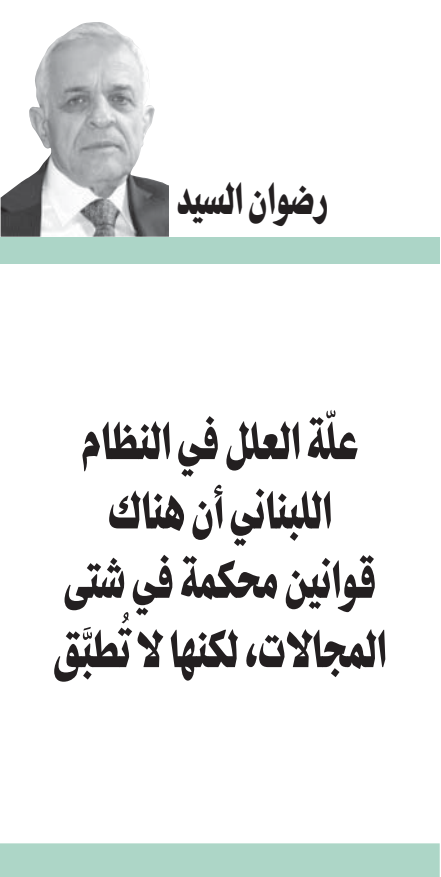 رضوان السيد
علّة العلل في النظام
اللبناني أن هناك
قوانين محكمة في شتى
المجالات، لكنها لا تُطبَّق